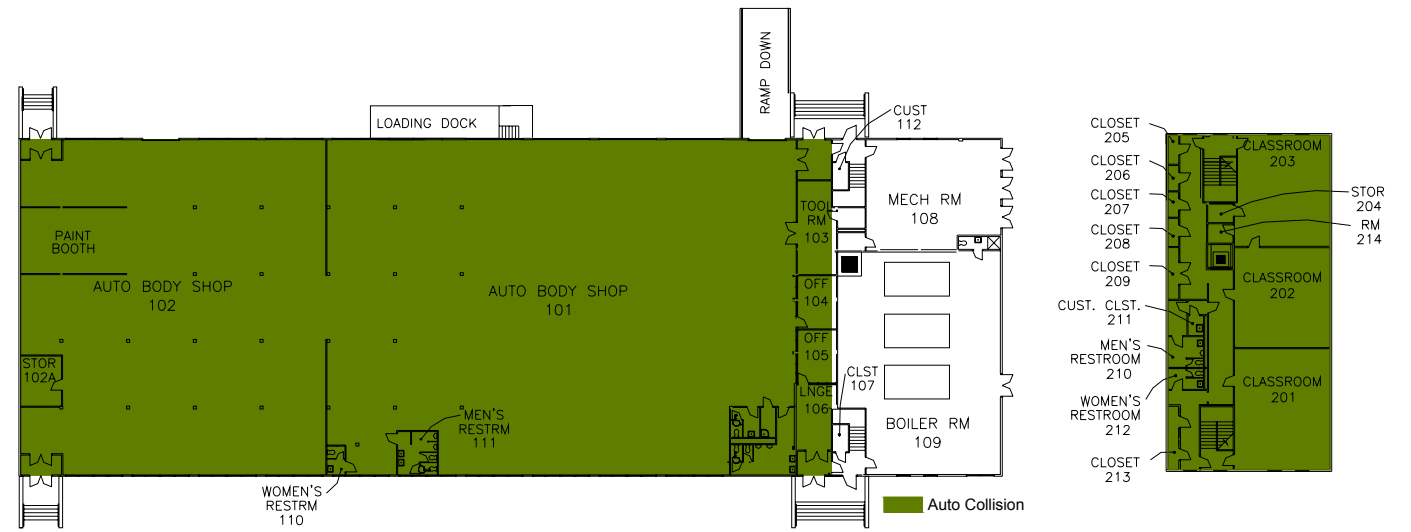 RAMP DOWN
LOADING DOCK
CUST
112
MECH RM
108
TOOL
RM
103
PAINT
BOOTH
AUTO BODY SHOP
102
AUTO BODY SHOP
101
OFF
104
OFF
105
STOR
102A
LNGE
106
CLST
107
BOILER RM
109
MEN'S
RESTRM
111
WOMEN'S
RESTRM
110
Auto Collision
CLOSET
205
CLOSET
206
CLOSET
207
CLOSET
208
CLOSET
209
CUST. CLST.
211
MEN'S
RESTROOM
210
WOMEN'S
RESTROOM
212
CLOSET
213
CLASSROOM
203
STOR
204
RM
214
CLASSROOM
202
CLASSROOM
201